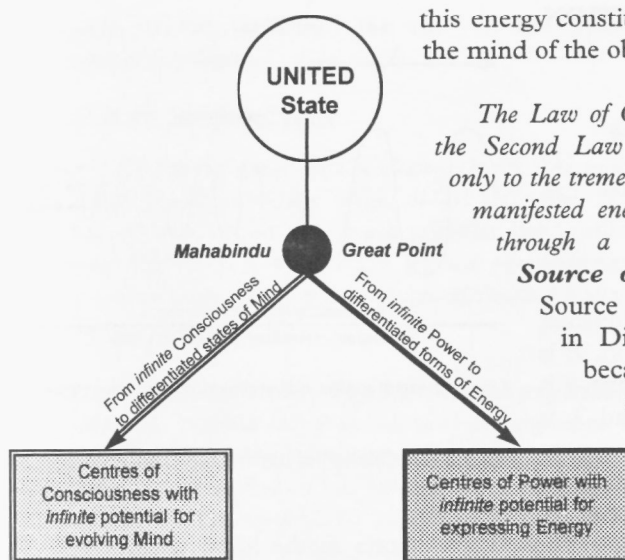 this energy constit
the mind of the ob
The Law of
the Second Law
only to the treme
manifested ene
through a
Source o
Source
in Di
beca
UNITED
State
Mahabindu Great Point
From infinite Consciousness
to differentiated states of Mind
From infinite Power to
differentiated forms of Energy
Centres of
Consciousness with
infinite potential for
evolving Mind
Centres of Power with
infinite potential for
expressing Energy